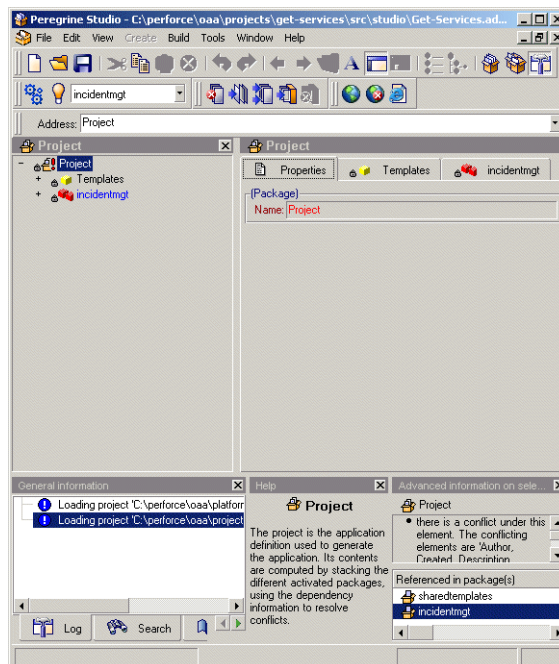 Peregrine Studio - C:\perforce\oaa\projects\get-services\src\studio\Get-Services.ad...
File Edit View Create Build Tools Window Help
incidentmgt
Address: Project
Project
Project
Templates
incidentmgt
Project
Properties Templates incidentmgt
(Package)
Name: Project
General information
Loading project 'C:\perforce\oaa\platform
Loading project 'C:\perforce\oaa\project
Log Search
Help
Project
The project is the application
definition used to generate
the application. Its contents
are computed by stacking the
different activated packages,
using the dependency
information to resolve
conflicts.
Advanced information on sele...
Project
• there is a conflict under this
element. The conflicting
elements are 'Author,
Created, Description,
Referenced in package(s)
sharedtemplates
incidentmgt